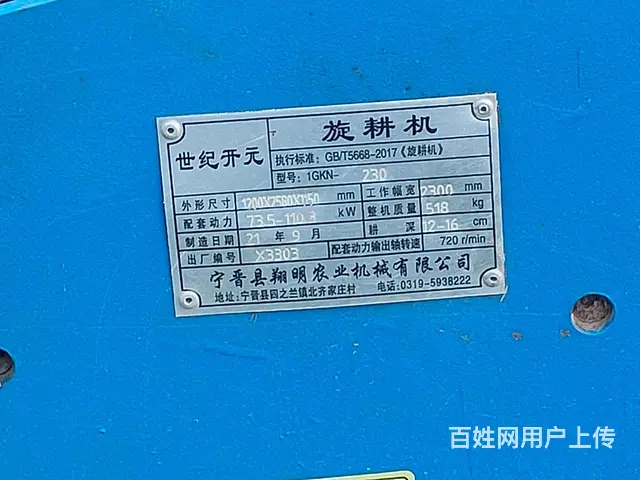 世纪开元
旋耕机
执行标准: GB/T5668-2017《旋耕机》
型号: 1GKN- 230
外形尺寸 1200X2580X1150 mm 工作幅宽 2300 mm
配套动力 73.5-110.3 kW 整机质量 518 kg
制造日期 21 年 9 月 耕 深 12-16 cm
出厂编号 X3303 配套动力输出轴转速 720 r/min
宁晋县翔明农业机械有限公司
地址:宁晋县四之兰镇北齐家庄村 电话:0319-5938222
百姓网用户上传